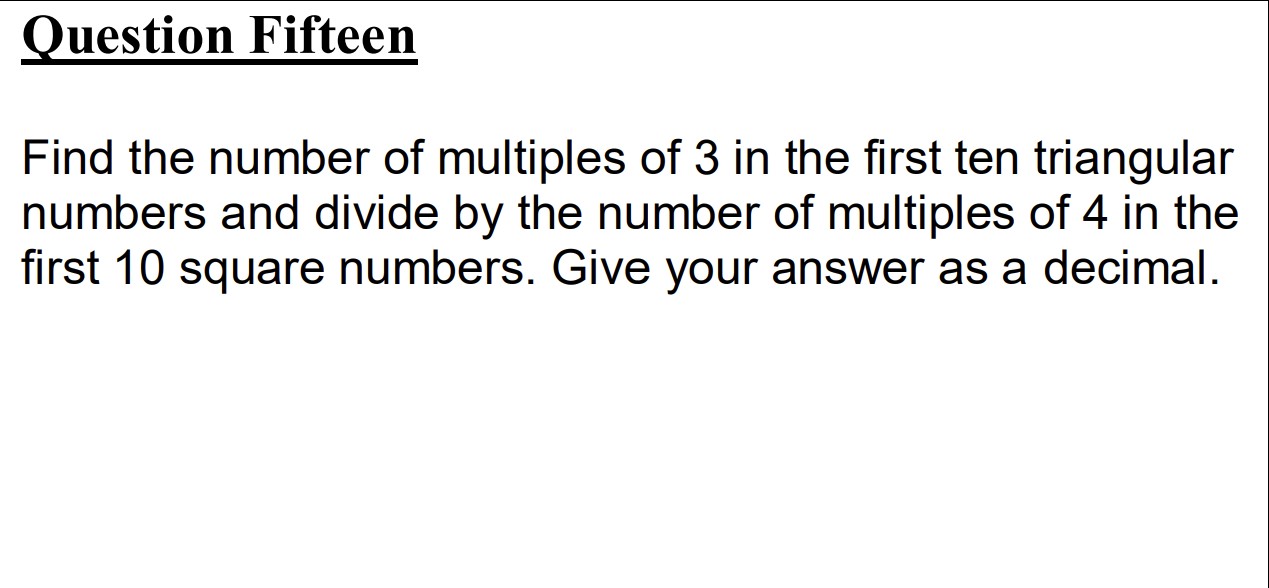 Question Fifteen
Find the number of multiples of 3 in the first ten triangular
numbers and divide by the number of multiples of 4 in the
first 10 square numbers. Give your answer as a decimal.